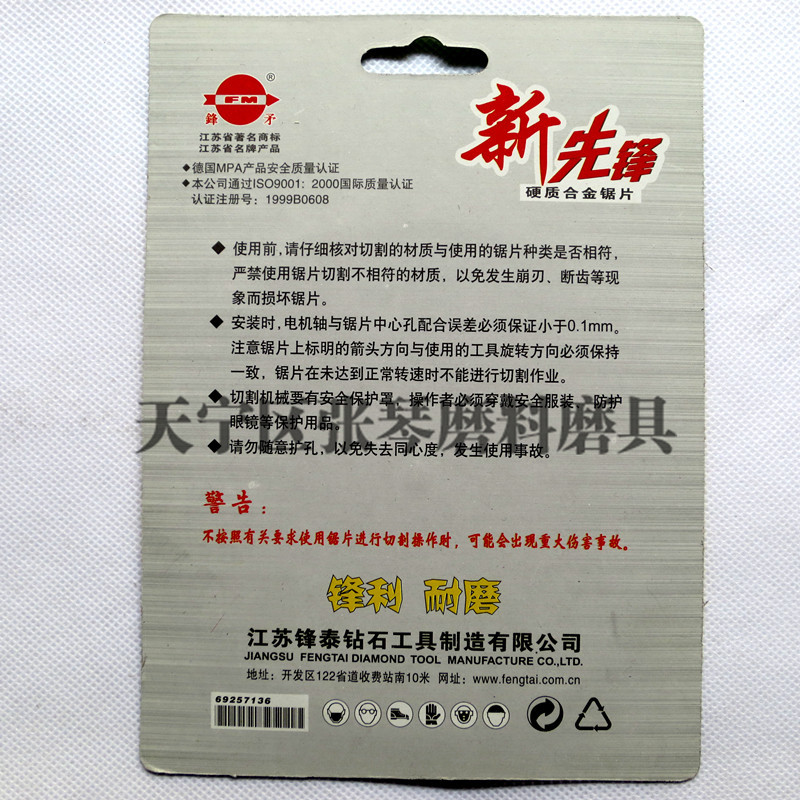 FM
®
鋒 矛
江苏省著名商标
江苏省名牌产品
◆德国MPA产品安全质量认证
◆本公司通过ISO9001：2000国际质量认证
认证注册号：1999B0608
新先锋
硬质合金锯片
◆ 使用前,请仔细核对切割的材质与使用的锯片种类是否相符，
严禁使用锯片切割不相符的材质，以免发生崩刃、断齿等现
象而损坏锯片。
◆ 安装时,电机轴与锯片中心孔配合误差必须保证小于0.1mm。
注意锯片上标明的箭头方向与使用的工具旋转方向必须保持
一致，锯片在未达到正常转速时不能进行切割作业。
◆ 切割机械要有安全保护罩，操作者必须穿戴安全服装、防护
眼镜等保护用品。
天宁区张琴磨料磨具
◆ 请勿随意扩孔，以免失去同心度，发生使用事故。
警告：
不按照有关要求使用锯片进行切割操作时，可能会出现重大伤害事故。
锋利 耐磨
江苏锋泰钻石工具制造有限公司
JIANGSU FENGTAI DIAMOND TOOL MANUFACTURE CO.,LTD.
地址：开发区122省道收费站南10米 网址：www.fengtai.com.cn
69257136